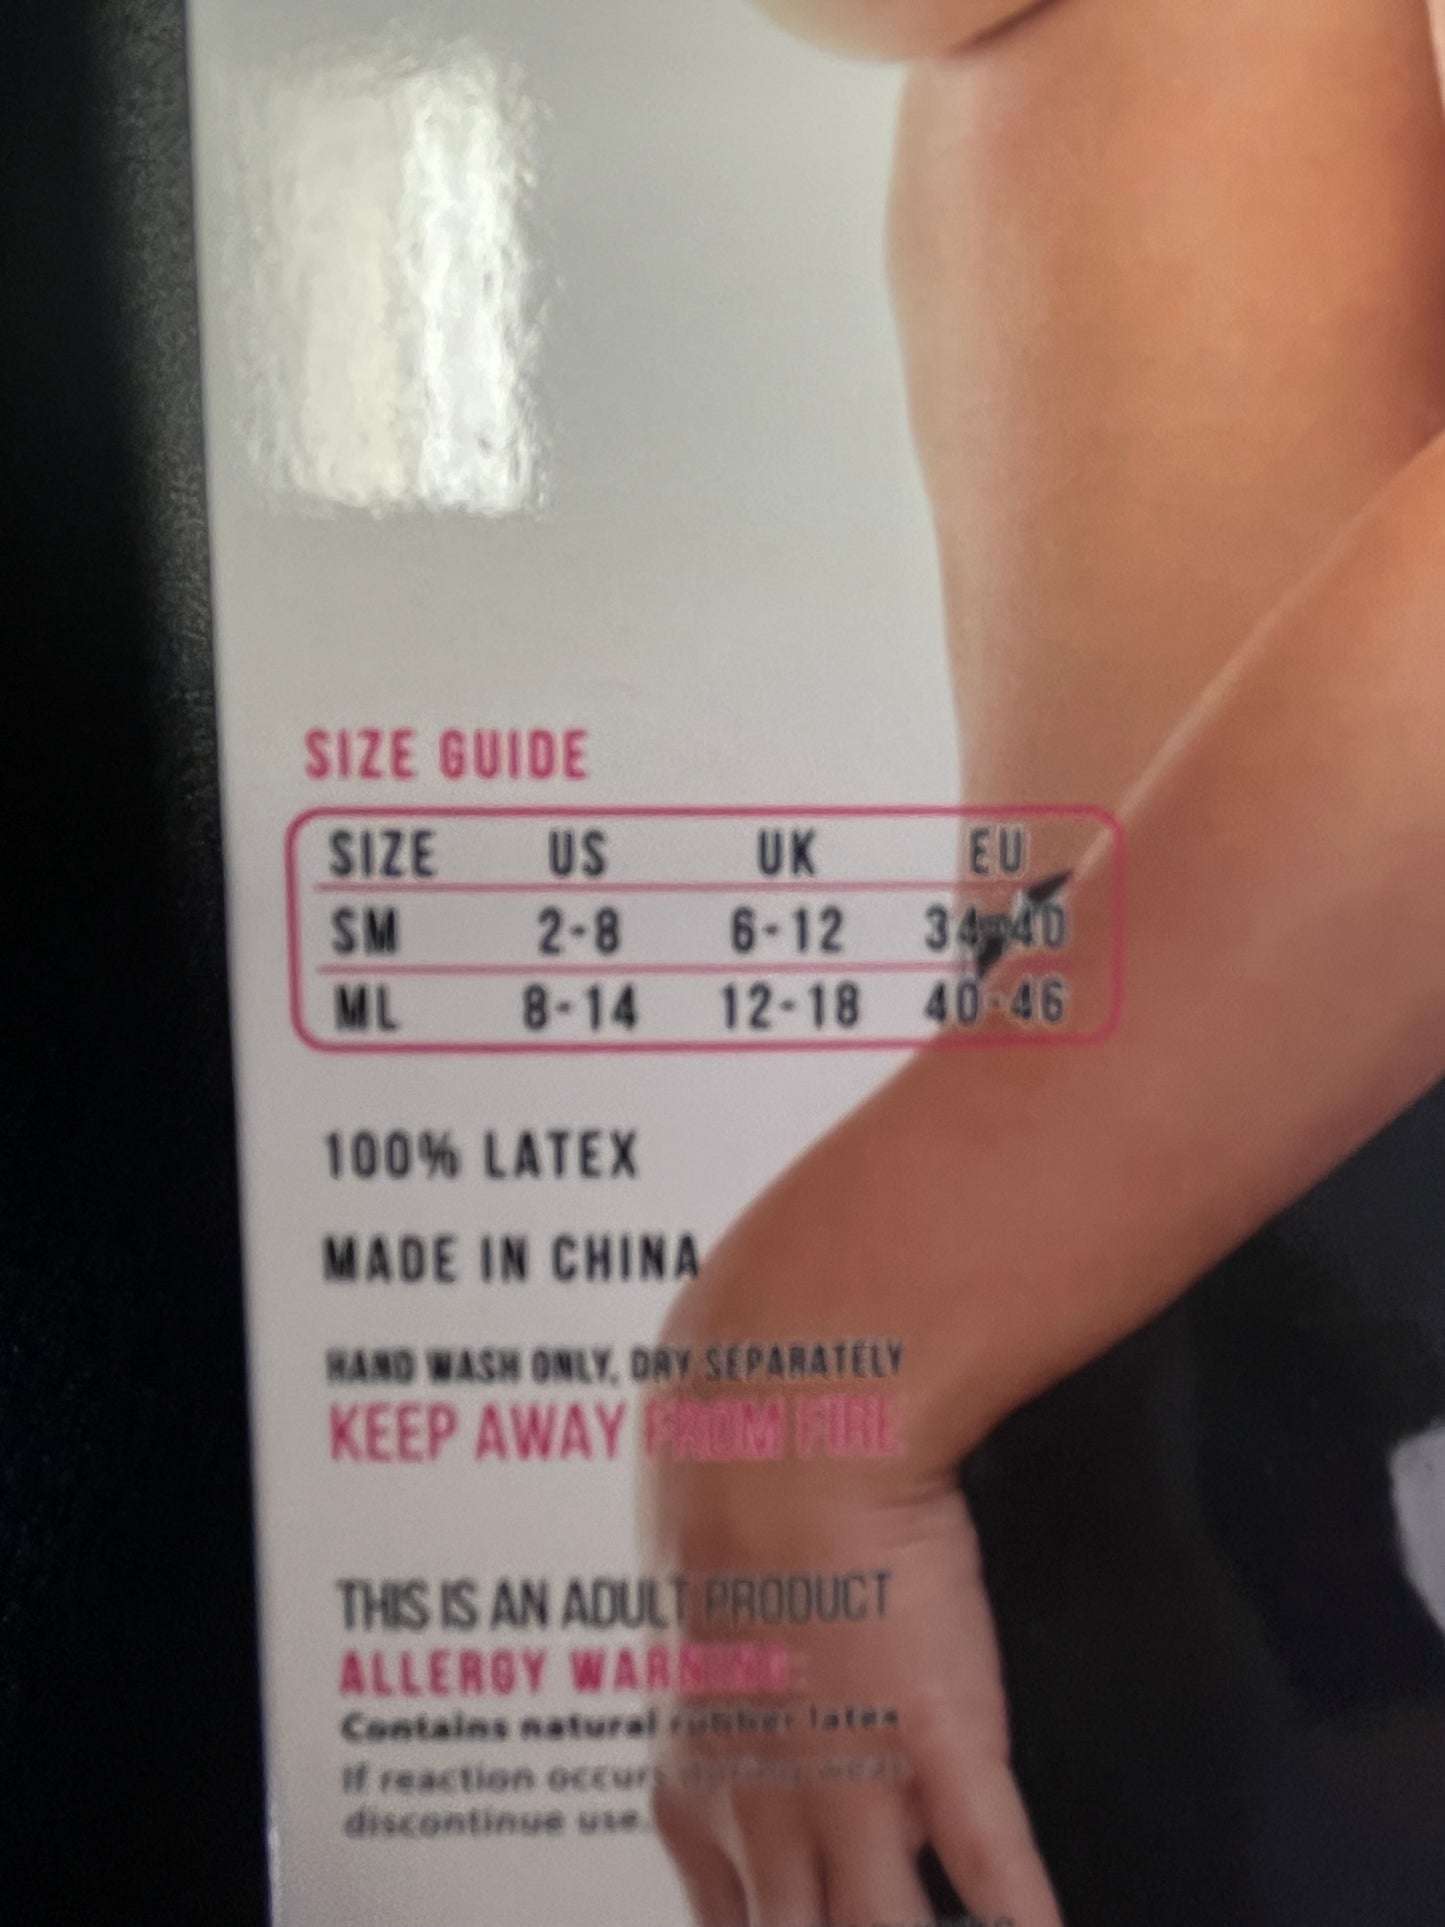 SIZE GUIDE
SIZE US UK EU
SM 2-8 6-12 34-40
ML 8-14 12-18 40-46
100% LATEX
MADE IN CHINA
HAND WASH ONLY, DRY SEPARATELY
KEEP AWAY FROM FIRE
THIS IS AN ADULT PRODUCT
ALLERGY WARNING:
Contains natural rubber latex
If reaction occurs during wear
discontinue use.